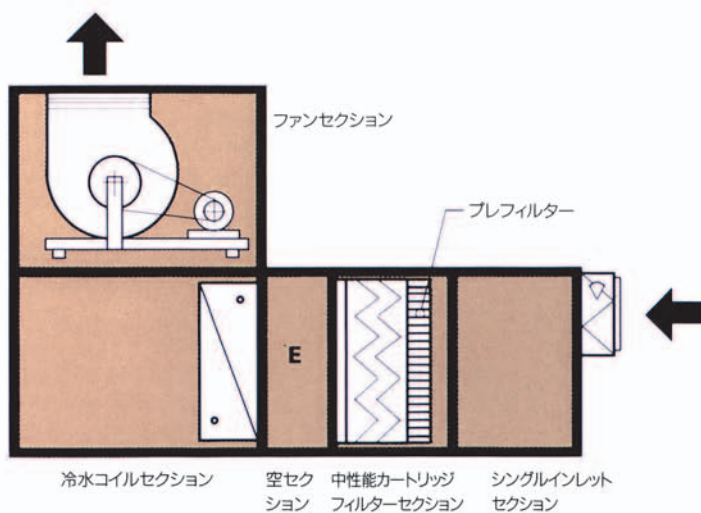 ファンセクション
プレフィルター
E
冷水コイルセクション
空セク
ション
中性能カートリッジ
フィルターセクション
シングルインレット
セクション